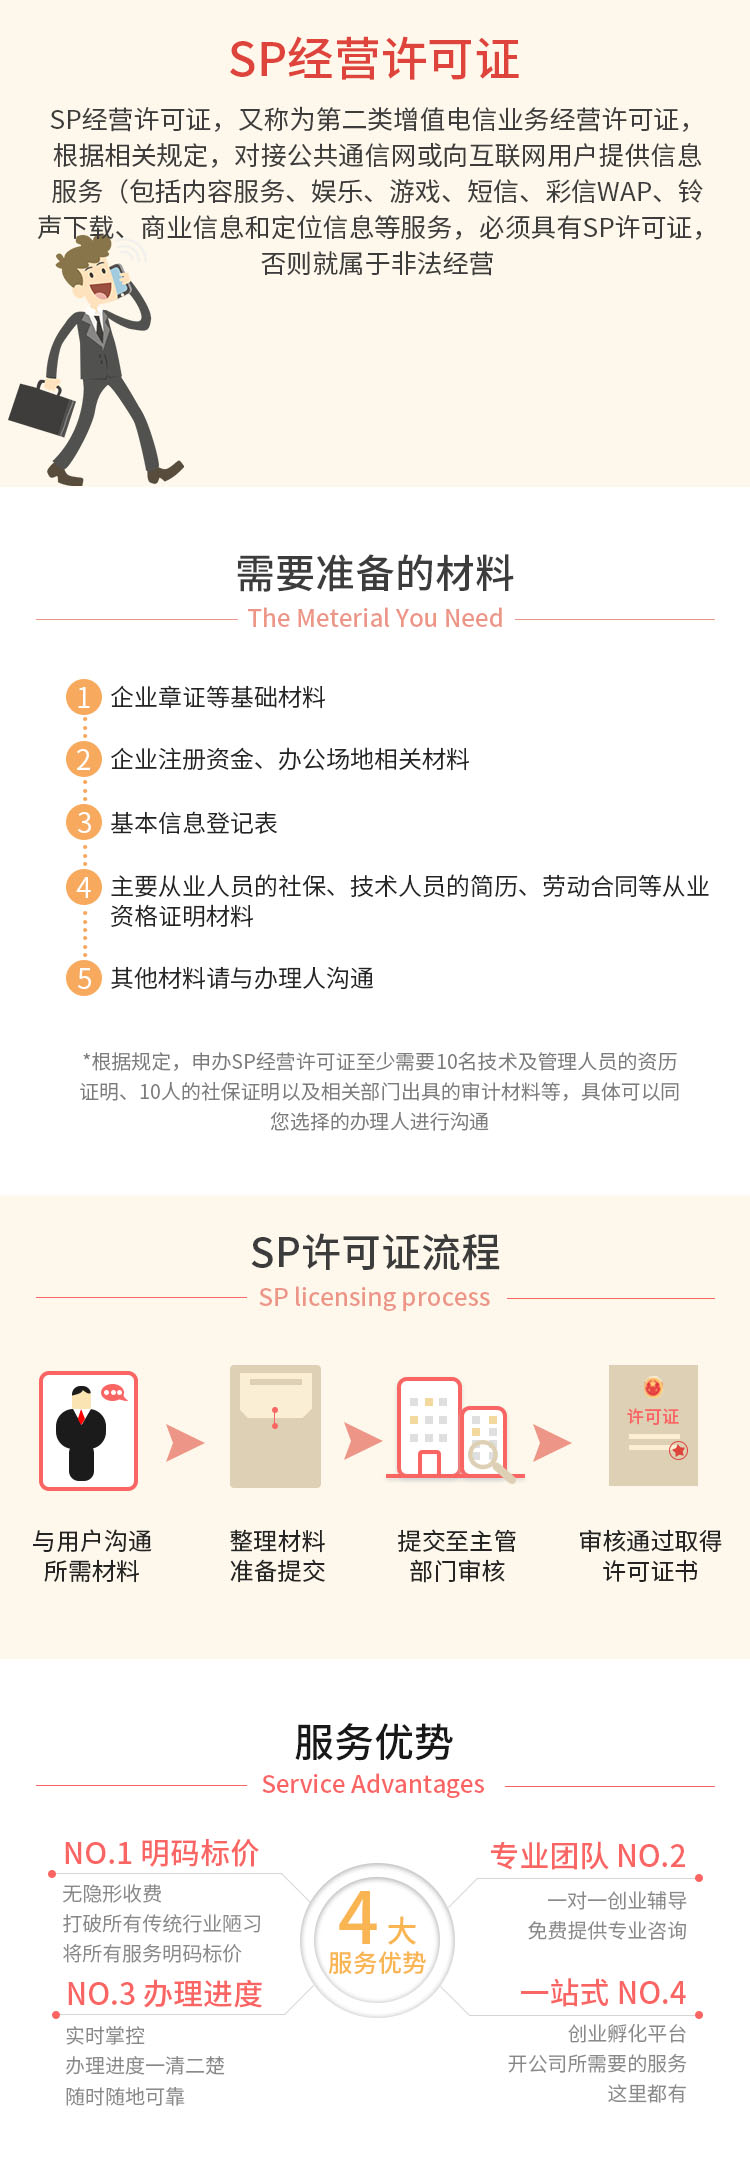 SP经营许可证
SP经营许可证，又称为第二类增值电信业务经营许可证，
根据相关规定，对接公共通信网或向互联网用户提供信息
服务（包括内容服务、娱乐、游戏、短信、彩信WAP、铃
声下载、商业信息和定位信息等服务，必须具有SP许可证，
否则就属于非法经营
需要准备的材料
The Meterial You Need
1 企业章证等基础材料
2 企业注册资金、办公场地相关材料
3 基本信息登记表
4 主要从业人员的社保、技术人员的简历、劳动合同等从业
资格证明材料
5 其他材料请与办理人沟通
*根据规定，申办SP经营许可证至少需要10名技术及管理人员的资历
证明、10人的社保证明以及相关部门出具的审计材料等，具体可以同
您选择的办理人进行沟通
SP许可证流程
SP licensing process
许可证
与用户沟通
所需材料
整理材料
准备提交
提交至主管
部门审核
审核通过取得
许可证书
服务优势
Service Advantages
NO.1 明码标价
无隐形收费
打破所有传统行业陋习
将所有服务明码标价
专业团队 NO.2
一对一创业辅导
免费提供专业咨询
4大
服务优势
NO.3 办理进度
实时掌控
办理进度一清二楚
随时随地可靠
一站式 NO.4
创业孵化平台
开公司所需要的服务
这里都有